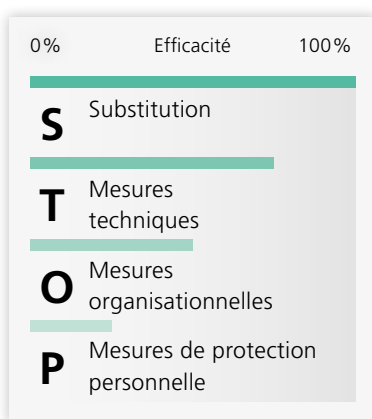 0% Efficacité 100%
S Substitution
T Mesures
techniques
O Mesures
organisationnelles
P Mesures de protection
personnelle